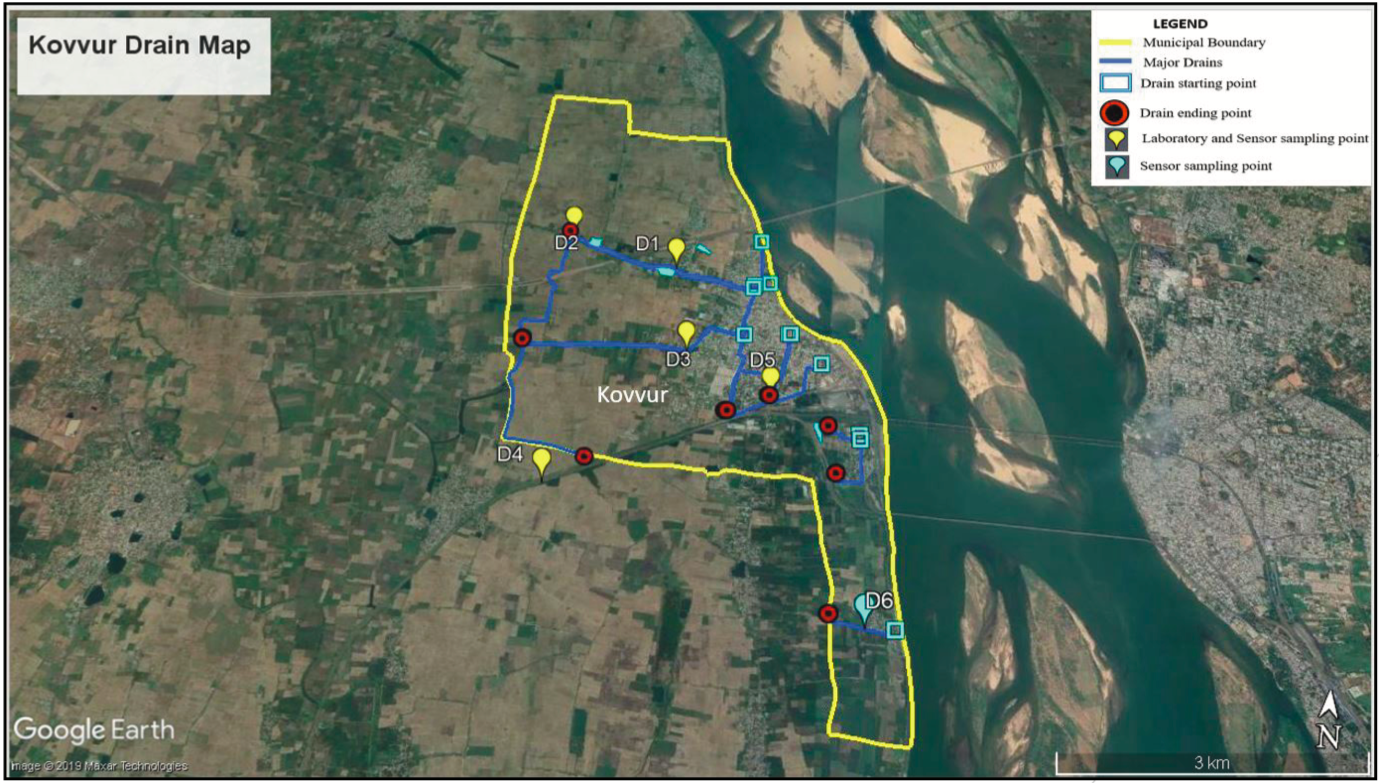 Kovvur Drain Map
LEGEND
Municipal Boundary
Major Drains
Drain starting point
Drain ending point
Laboratory and Sensor sampling point
Sensor sampling point
D2
D1
D3
D5
Kovvur
D4
D6
Google Earth
Image © 2019 Maxar Technologies
3 km
N